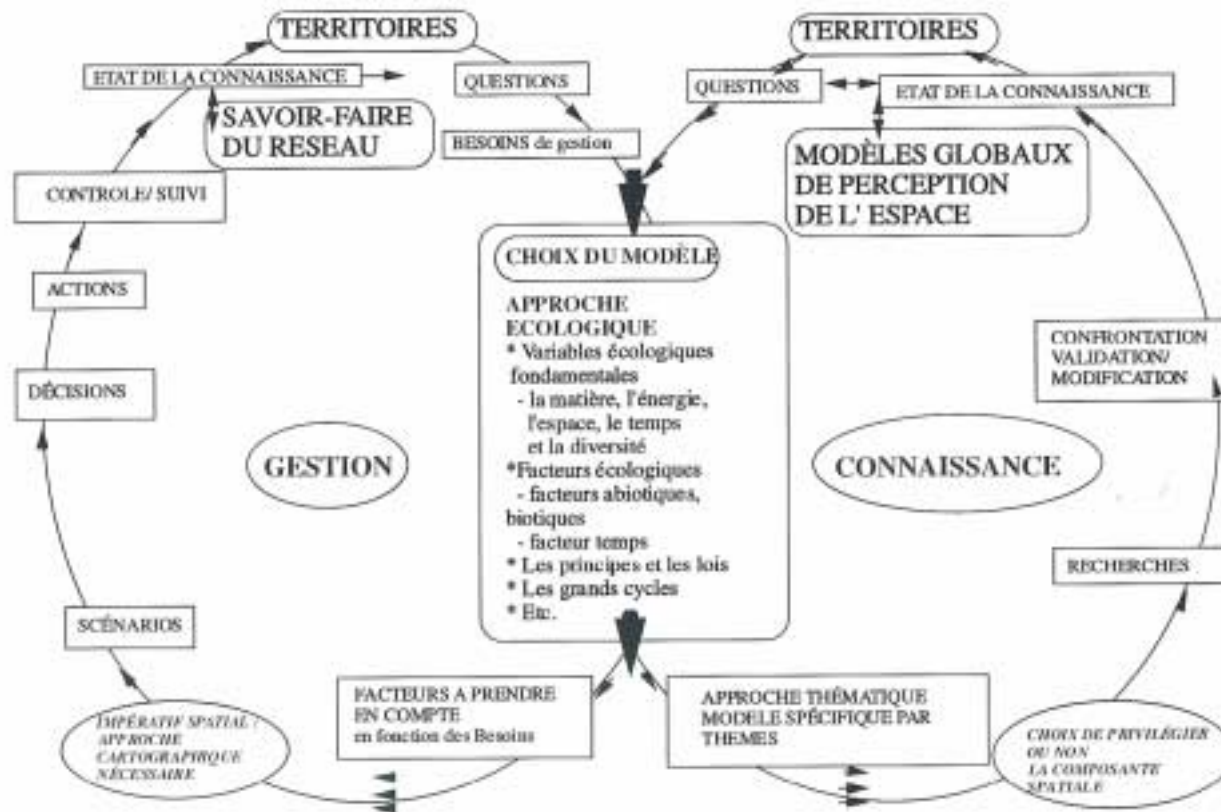 TERRITOIRES
ETAT DE LA CONNAISSANCE
QUESTIONS
SAVOIR-FAIRE
DU RESEAU
BESOINS de gestion
CONTROLE/ SUIVI
ACTIONS
DÉCISIONS
GESTION
SCÉNARIOS
IMPÉRATIF SPATIAL /
APPROCHE
CARTOGRAPHIQUE
NÉCESSAIRE
FACTEURS A PRENDRE
EN COMPTE
en fonction des Besoins
CHOIX DU MODÈLE
APPROCHE
ECOLOGIQUE
* Variables écologiques
fondamentales
- la matière, l'énergie,
l'espace, le temps
et la diversité
*Facteurs écologiques
- facteurs abiotiques,
biotiques
- facteur temps
* Les principes et les lois
* Les grands cycles
* Etc.
TERRITOIRES
QUESTIONS
ETAT DE LA CONNAISSANCE
MODÈLES GLOBAUX
DE PERCEPTION
DE L' ESPACE
CONFRONTATION
VALIDATION/
MODIFICATION
CONNAISSANCE
RECHERCHES
APPROCHE THÉMATIQUE
MODELE SPÉCIFIQUE PAR
THEMES
CHOIX DE PRIVILÉGIER
OU NON
LA COMPOSANTE
SPATIALE